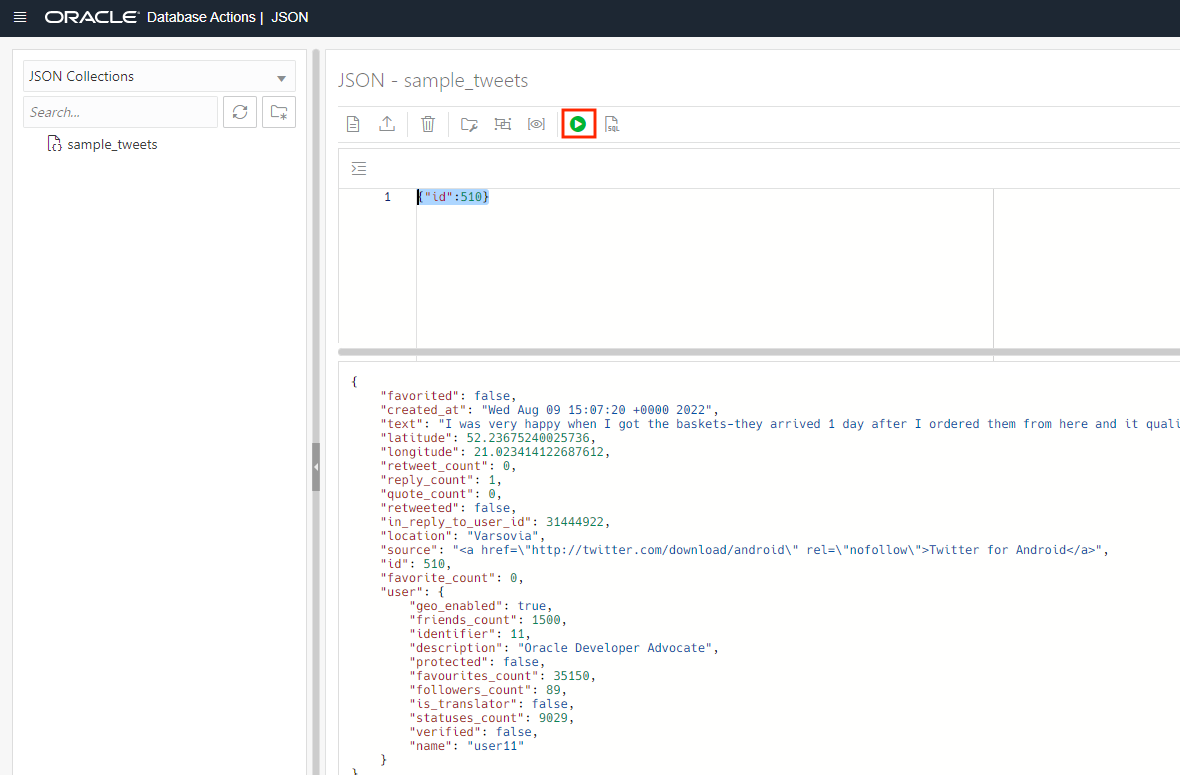 ORACLE Database Actions | JSON
JSON Collections
Search...
sample_tweets
JSON - sample_tweets
SQL
1 {"id":510}
{
"favorited": false,
"created_at": "Wed Aug 09 15:07:20 +0000 2022",
"text": "I was very happy when I got the baskets-they arrived 1 day after I ordered them from here and it quali
"latitude": 52.23675240025736,
"longitude": 21.023414122687612,
"retweet_count": 0,
"reply_count": 1,
"quote_count": 0,
"retweeted": false,
"in_reply_to_user_id": 31444922,
"location": "Varsovia",
"source": "<a href=\"http://twitter.com/download/android\" rel=\"nofollow\">Twitter for Android</a>",
"id": 510,
"favorite_count": 0,
"user": {
"geo_enabled": true,
"friends_count": 1500,
"identifier": 11,
"description": "Oracle Developer Advocate",
"protected": false,
"favourites_count": 35150,
"followers_count": 89,
"is_translator": false,
"statuses_count": 9029,
"verified": false,
"name": "user11"
}
}